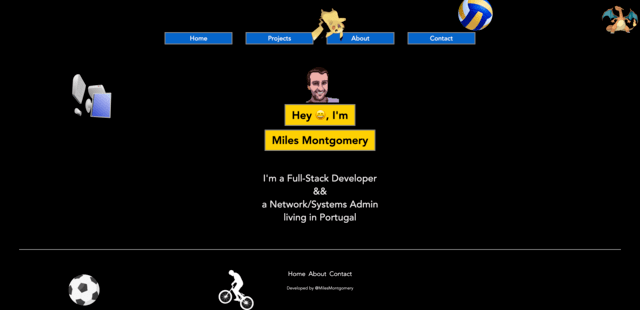 Home
Projects
About
Contact
Hey 😁, I'm
Miles Montgomery
I'm a Full-Stack Developer
&&
a Network/Systems Admin
living in Portugal
Home About Contact
Developed by @MilesMontgomery